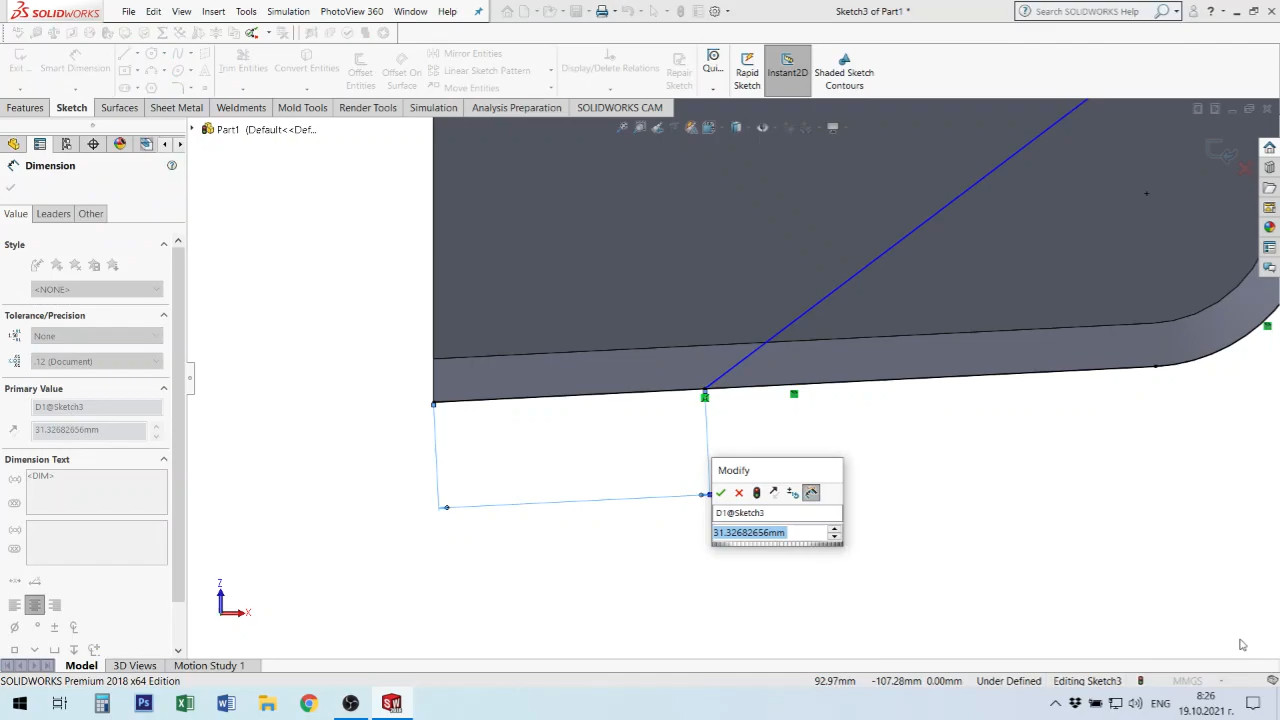 SOLIDWORKS
File Edit View Insert Tools Simulation PhotoView 360 Window Help
Sketch3 of Part1 *
Search SOLIDWORKS Help
Exit ...
Smart Dimension
Trim Entities
Convert Entities
Offset Entities
Offset On Surface
Mirror Entities
Linear Sketch Pattern
Move Entities
Display/Delete Relations
Repair Sketch
Qui...
Rapid Sketch
Instant2D
Shaded Sketch Contours
Features Sketch Surfaces Sheet Metal Weldments Mold Tools Render Tools Simulation Analysis Preparation SOLIDWORKS CAM
Part1 (Default<<Def...
Dimension
Value Leaders Other
Style
<NONE>
Tolerance/Precision
None
.12 (Document)
Primary Value
D1@Sketch3
31.32682656mm
Dimension Text
<DIM>
Modify
D1@Sketch3
31.32682656mm
Z
X
Model 3D Views Motion Study 1
SOLIDWORKS Premium 2018 x64 Edition
92.97mm -107.28mm 0.00mm Under Defined Editing Sketch3 MMGS
ENG
8:26
19.10.2021 г.